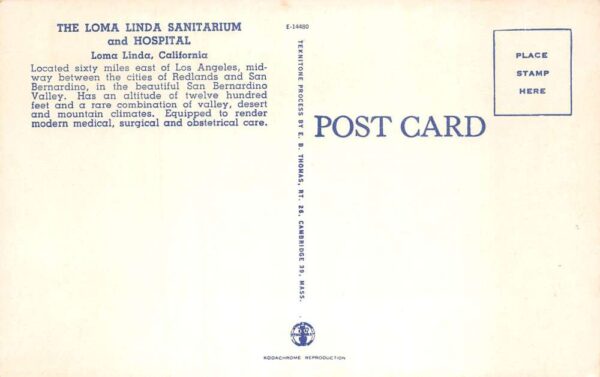 THE LOMA LINDA SANITARIUM
and HOSPITAL
Loma Linda, California
Located sixty miles east of Los Angeles, mid-
way between the cities of Redlands and San
Bernardino, in the beautiful San Bernardino
Valley. Has an altitude of twelve hundred
feet and a rare combination of valley, desert
and mountain climates. Equipped to render
modern medical, surgical and obstetrical care.
E-14480
TEKNITONE PROCESS BY E. B. THOMAS, RT. 26, CAMBRIDGE 39, MASS.
POST CARD
PLACE
STAMP
HERE
KODACHROME REPRODUCTION